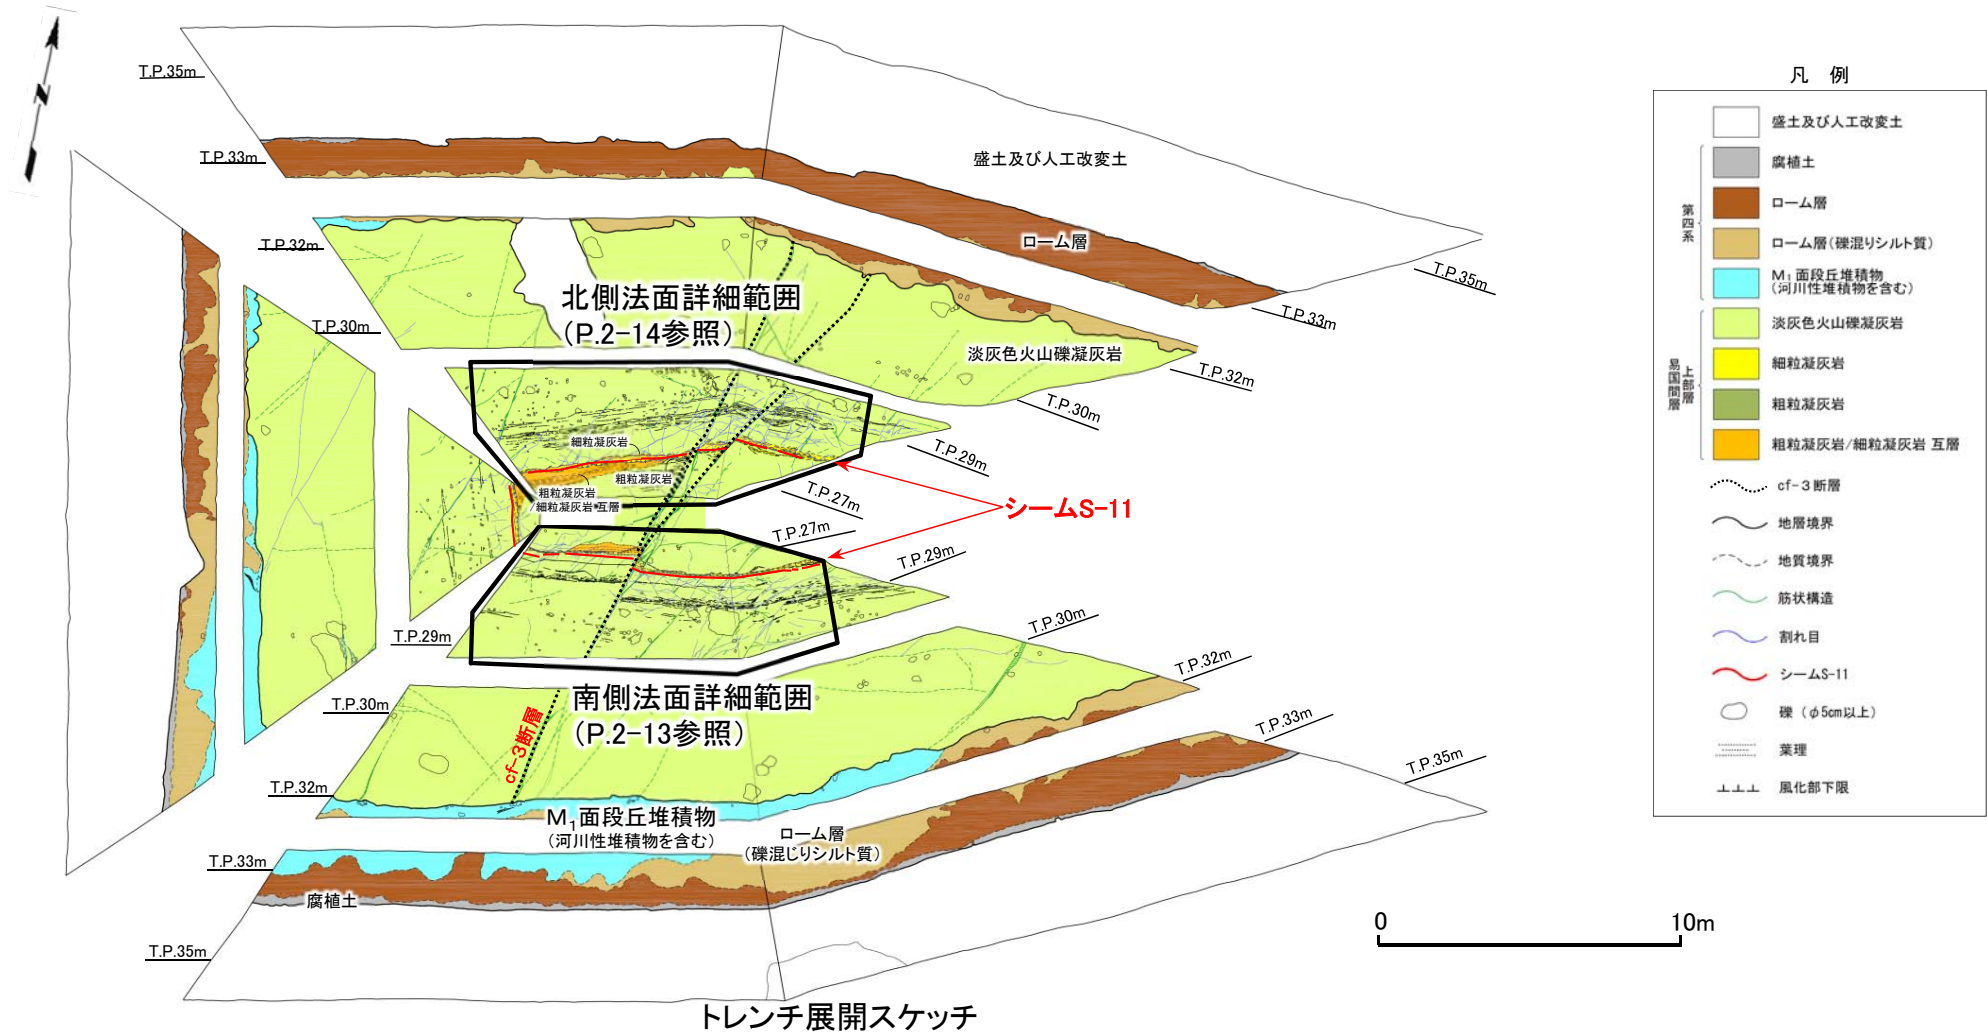 N
T.P.35m
T.P.33m
T.P.32m
T.P.30m
盛土及び人工改変土
ローム層
T.P.35m
T.P.33m
T.P.32m
T.P.30m
T.P.29m
T.P.27m
北側法面詳細範囲
(P.2-14参照)
淡灰色火山礫凝灰岩
細粒凝灰岩
粗粒凝灰岩
粗粒凝灰岩
/細粒凝灰岩 互層
シームS-11
T.P.27m
T.P.29m
T.P.30m
T.P.32m
T.P.33m
T.P.35m
T.P.29m
T.P.30m
T.P.32m
T.P.33m
T.P.35m
南側法面詳細範囲
(P.2-13参照)
cf-3断層
M₁面段丘堆積物
(河川性堆積物を含む)
ローム層
(礫混じりシルト質)
腐植土
0 10m
トレンチ展開スケッチ
凡 例
盛土及び人工改変土
第四系
腐植土
ローム層
ローム層(礫混りシルト質)
M₁面段丘堆積物
(河川性堆積物を含む)
易国間層
上部層
淡灰色火山礫凝灰岩
細粒凝灰岩
粗粒凝灰岩
粗粒凝灰岩/細粒凝灰岩 互層
cf-3断層
地層境界
地質境界
筋状構造
割れ目
シームS-11
礫 (φ5cm以上)
葉理
風化部下限